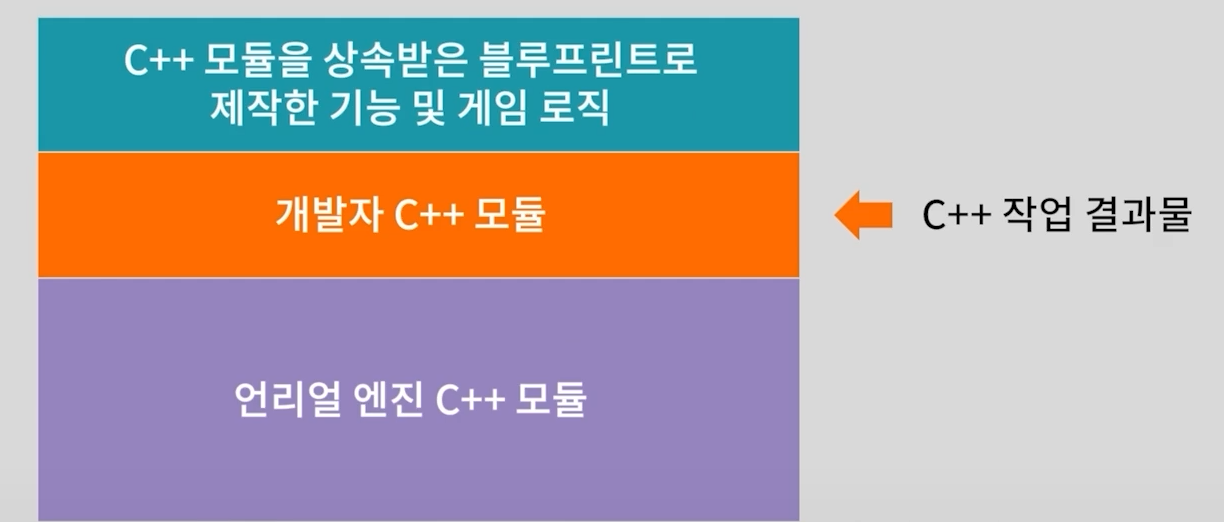 C++ 모듈을 상속받은 블루프린트로
제작한 기능 및 게임 로직
개발자 C++ 모듈
C++ 작업 결과물
언리얼 엔진 C++ 모듈